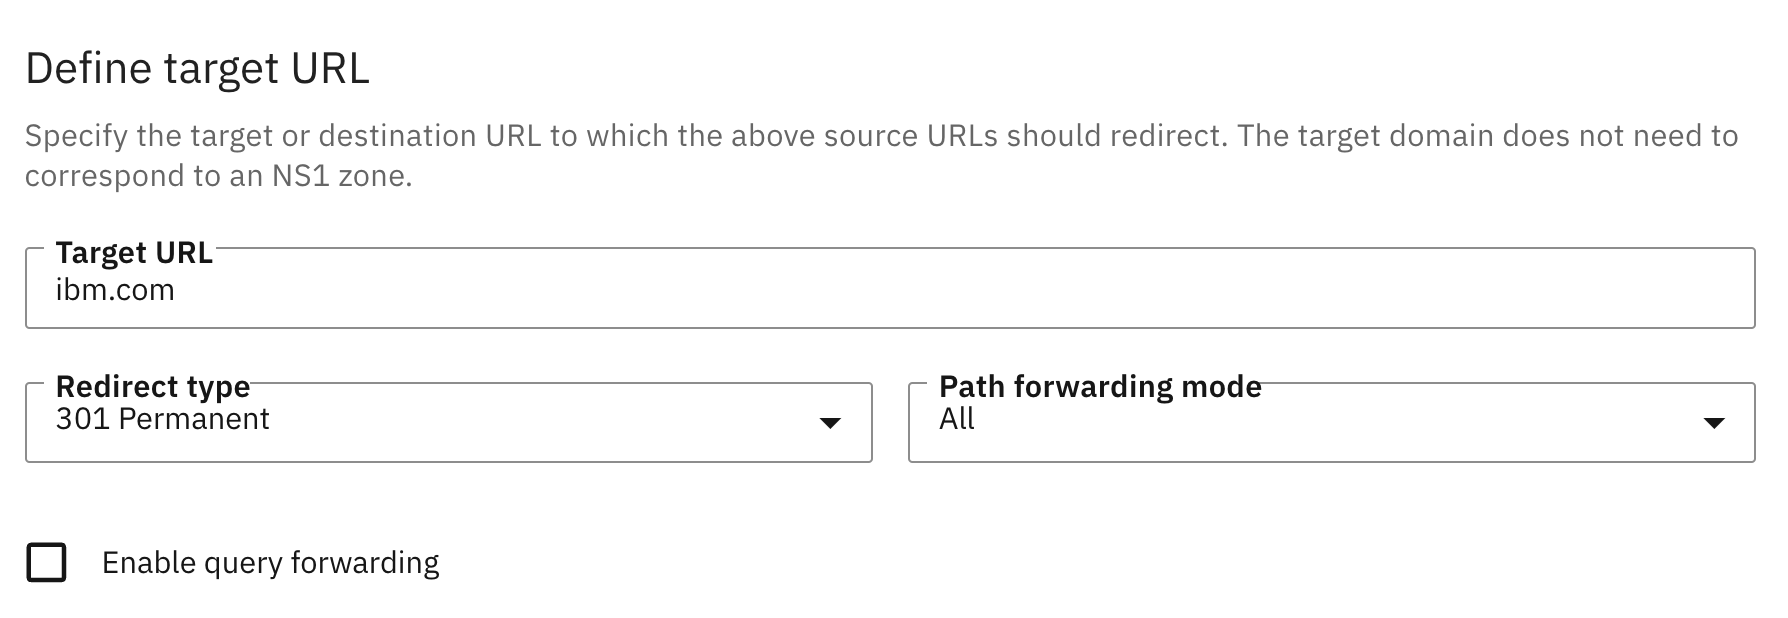 Define target URL
Specify the target or destination URL to which the above source URLs should redirect. The target domain does not need to
correspond to an NS1 zone.
Target URL
ibm.com
Redirect type
301 Permanent
Path forwarding mode
All
Enable query forwarding